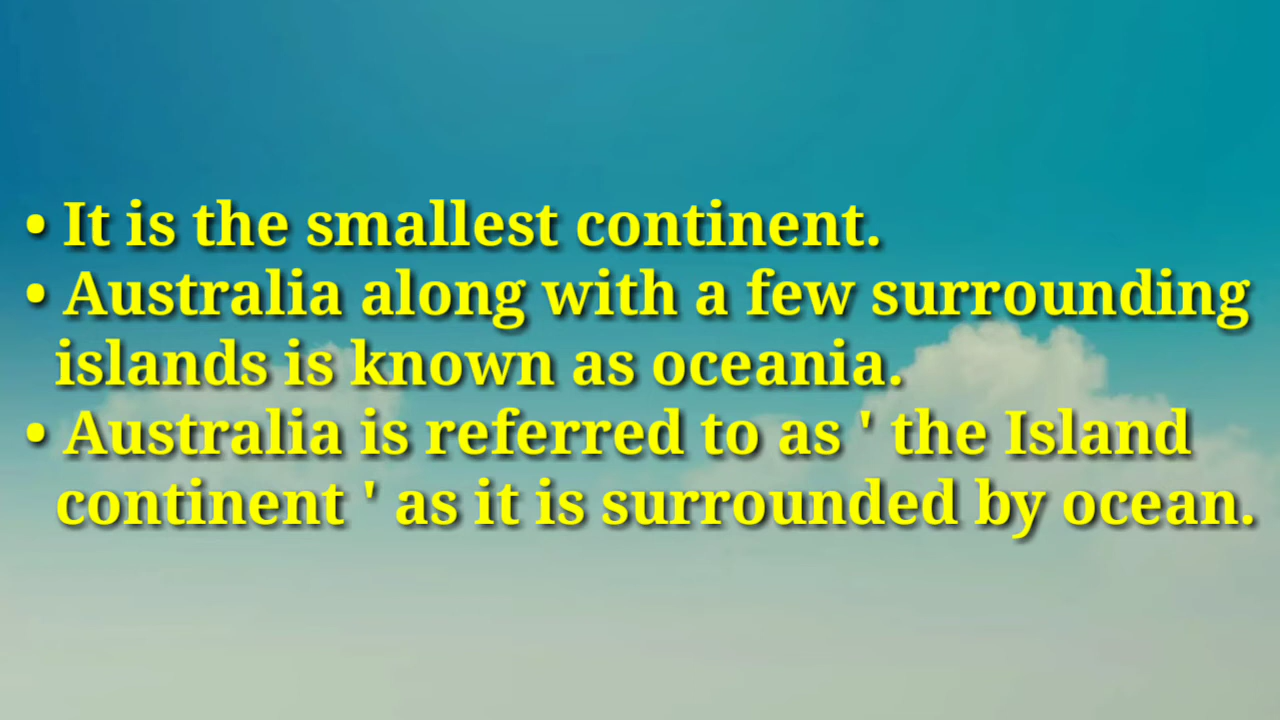 • It is the smallest continent.
• Australia along with a few surrounding
islands is known as oceania.
• Australia is referred to as ' the Island
continent ' as it is surrounded by ocean.